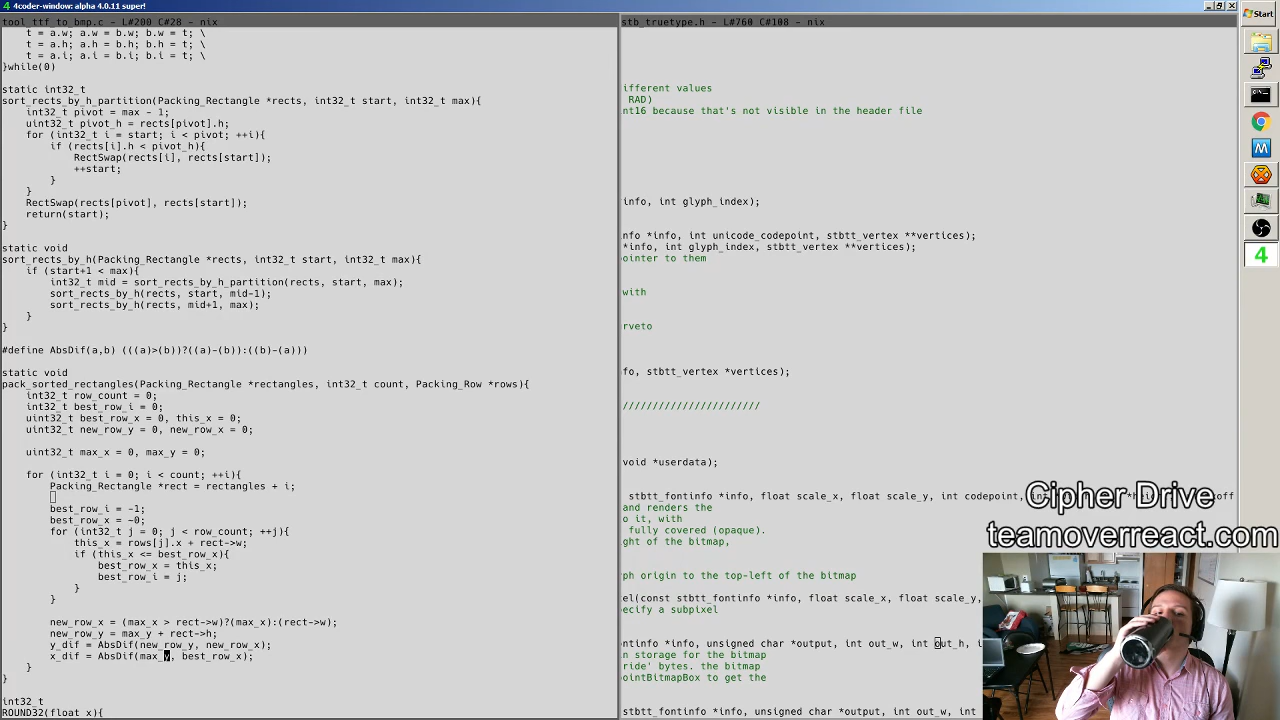 4coder-window: alpha 4.0.11 super!
Start
tool_ttf_to_bmp.c - L#200 C#28 - nix
t = a.w; a.w = b.w; b.w = t; \
t = a.h; a.h = b.h; b.h = t; \
t = a.i; a.i = b.i; b.i = t; \
}while(0)
static int32_t
sort_rects_by_h_partition(Packing_Rectangle *rects, int32_t start, int32_t max){
int32_t pivot = max - 1;
uint32_t pivot_h = rects[pivot].h;
for (int32_t i = start; i < pivot; ++i){
if (rects[i].h < pivot_h){
RectSwap(rects[i], rects[start]);
++start;
}
}
RectSwap(rects[pivot], rects[start]);
return(start);
}
static void
sort_rects_by_h(Packing_Rectangle *rects, int32_t start, int32_t max){
if (start+1 < max){
int32_t mid = sort_rects_by_h_partition(rects, start, max);
sort_rects_by_h(rects, start, mid-1);
sort_rects_by_h(rects, mid+1, max);
}
}
#define AbsDif(a,b) (((a)>(b))?((a)-(b)):((b)-(a)))
static void
pack_sorted_rectangles(Packing_Rectangle *rectangles, int32_t count, Packing_Row *rows){
int32_t row_count = 0;
int32_t best_row_i = 0;
uint32_t best_row_x = 0, this_x = 0;
uint32_t new_row_y = 0, new_row_x = 0;
uint32_t max_x = 0, max_y = 0;
for (int32_t i = 0; i < count; ++i){
Packing_Rectangle *rect = rectangles + i;
best_row_i = -1;
best_row_x = -0;
for (int32_t j = 0; j < row_count; ++j){
this_x = rows[j].x + rect->w;
if (this_x <= best_row_x){
best_row_x = this_x;
best_row_i = j;
}
}
new_row_x = (max_x > rect->w)?(max_x):(rect->w);
new_row_y = max_y + rect->h;
y_dif = AbsDif(new_row_y, new_row_x);
x_dif = AbsDif(max_y, best_row_x);
}
int32_t
ROUND32(float x){
stb_truetype.h - L#760 C#108 - nix
ifferent values
RAD)
nt16 because that's not visible in the header file
info, int glyph_index);
nfo *info, int unicode_codepoint, stbtt_vertex **vertices);
*info, int glyph_index, stbtt_vertex **vertices);
pointer to them
with
rveto
fo, stbtt_vertex *vertices);
///////////////////////
void *userdata);
stbtt_fontinfo *info, float scale_x, float scale_y, int codepoint, in
and renders the
o it, with
fully covered (opaque).
ght of the bitmap,
ph origin to the top-left of the bitmap
el(const stbtt_fontinfo *info, float scale_x, float scale_y,
ecify a subpixel
ontinfo *info, unsigned char *output, int out_w, int out_h, i
n storage for the bitmap
ride' bytes. the bitmap
pointBitmapBox to get the
stbtt_fontinfo *info, unsigned char *output, int out_w, int
Cipher Drive
teamoverreact.com